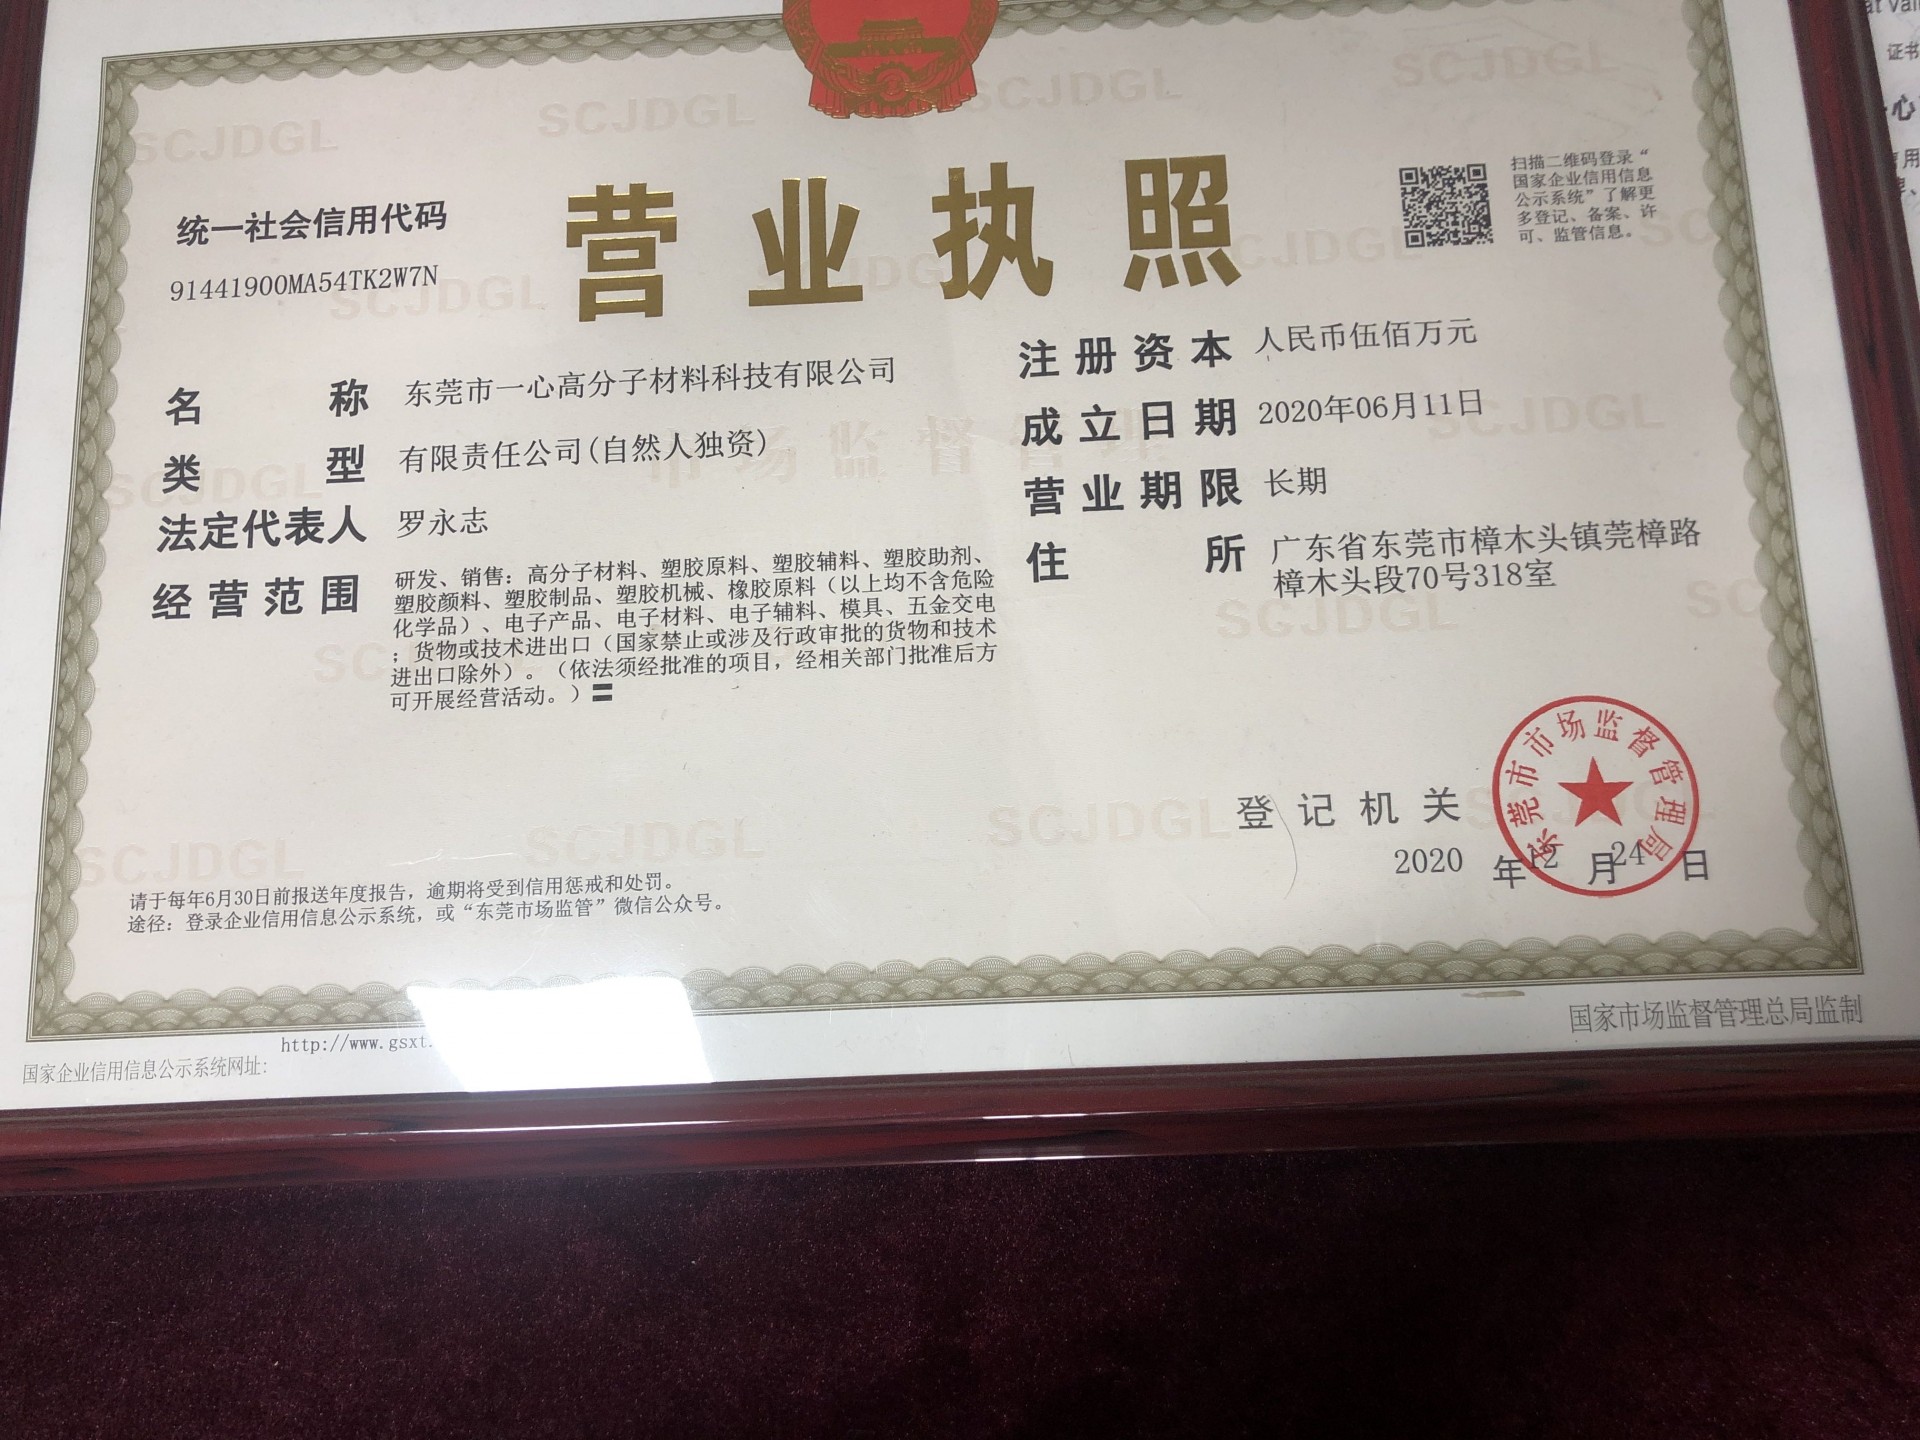 营业执照
统一社会信用代码
91441900MA54TK2W7N
扫描二维码登录“
国家企业信用信息
公示系统”了解更
多登记、备案、许
可、监管信息。
名称 东莞市一心高分子材料科技有限公司
类型 有限责任公司(自然人独资)
法定代表人 罗永志
经营范围 研发、销售：高分子材料、塑胶原料、塑胶辅料、塑胶助剂、
塑胶颜料、塑胶制品、塑胶机械、橡胶原料（以上均不含危险
化学品）、电子产品、电子材料、电子辅料、模具、五金交电
；货物或技术进出口（国家禁止或涉及行政审批的货物和技术
进出口除外）。（依法须经批准的项目，经相关部门批准后方
可开展经营活动。）〓
注册资本 人民币伍佰万元
成立日期 2020年06月11日
营业期限 长期
住所 广东省东莞市樟木头镇莞樟路
樟木头段70号318室
登记机关
东莞市市场监督管理局
2020 年12 月24 日
请于每年6月30日前报送年度报告，逾期将受到信用惩戒和处罚。
途径：登录企业信用信息公示系统，或“东莞市场监管”微信公众号。
国家企业信用信息公示系统网址：
http://www.gsxt.
国家市场监督管理总局监制
SCJDGL
市场监督管理
证书